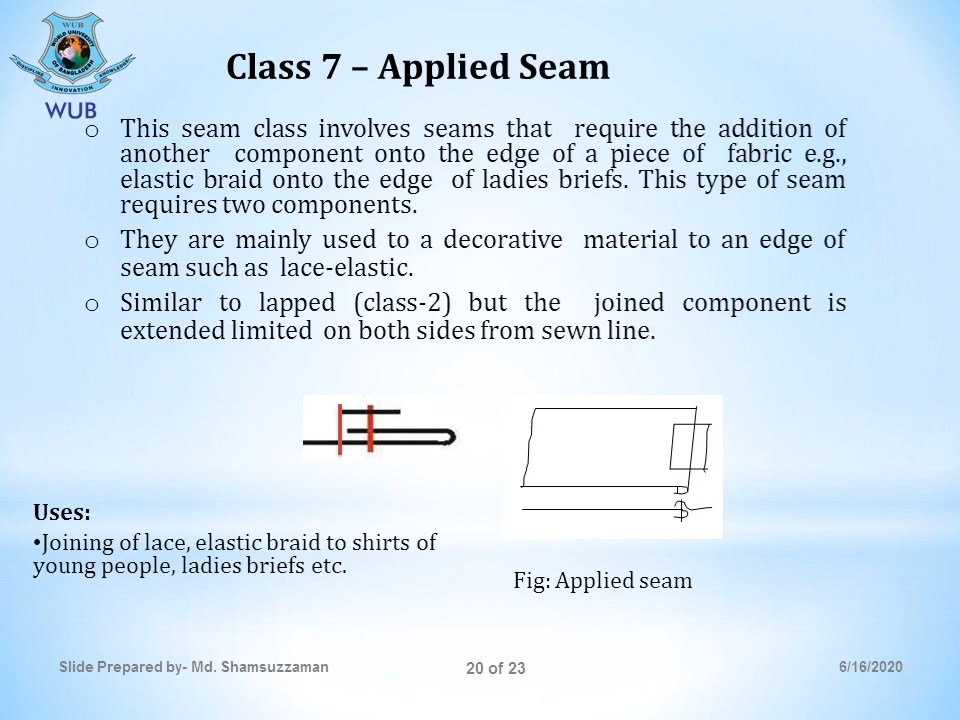 WUB
WORLD UNIVERSITY
OF BANGLADESH
DISCIPLINE
KNOWLEDGE
INNOVATION
WUB
Class 7 – Applied Seam
o This seam class involves seams that require the addition of
another component onto the edge of a piece of fabric e.g.,
elastic braid onto the edge of ladies briefs. This type of seam
requires two components.
o They are mainly used to a decorative material to an edge of
seam such as lace-elastic.
o Similar to lapped (class-2) but the joined component is
extended limited on both sides from sewn line.
Uses:
•Joining of lace, elastic braid to shirts of
young people, ladies briefs etc.
Fig: Applied seam
Slide Prepared by- Md. Shamsuzzaman
20 of 23
6/16/2020